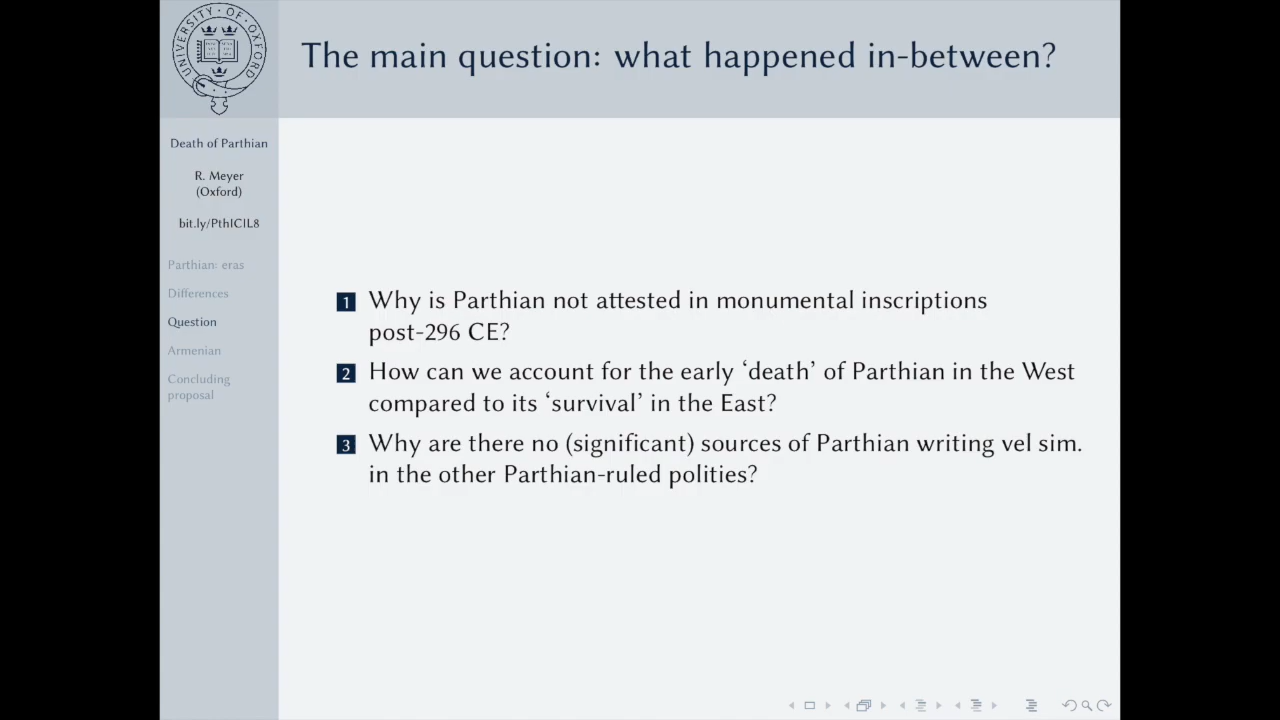 UNIVERSITY · OF · OXFORD
The main question: what happened in-between?
Death of Parthian
R. Meyer
(Oxford)
bit.ly/PthICIL8
Parthian: eras
Differences
Question
Armenian
Concluding
proposal
1 Why is Parthian not attested in monumental inscriptions
post-296 CE?
2 How can we account for the early ‘death’ of Parthian in the West
compared to its ‘survival’ in the East?
3 Why are there no (significant) sources of Parthian writing vel sim.
in the other Parthian-ruled polities?